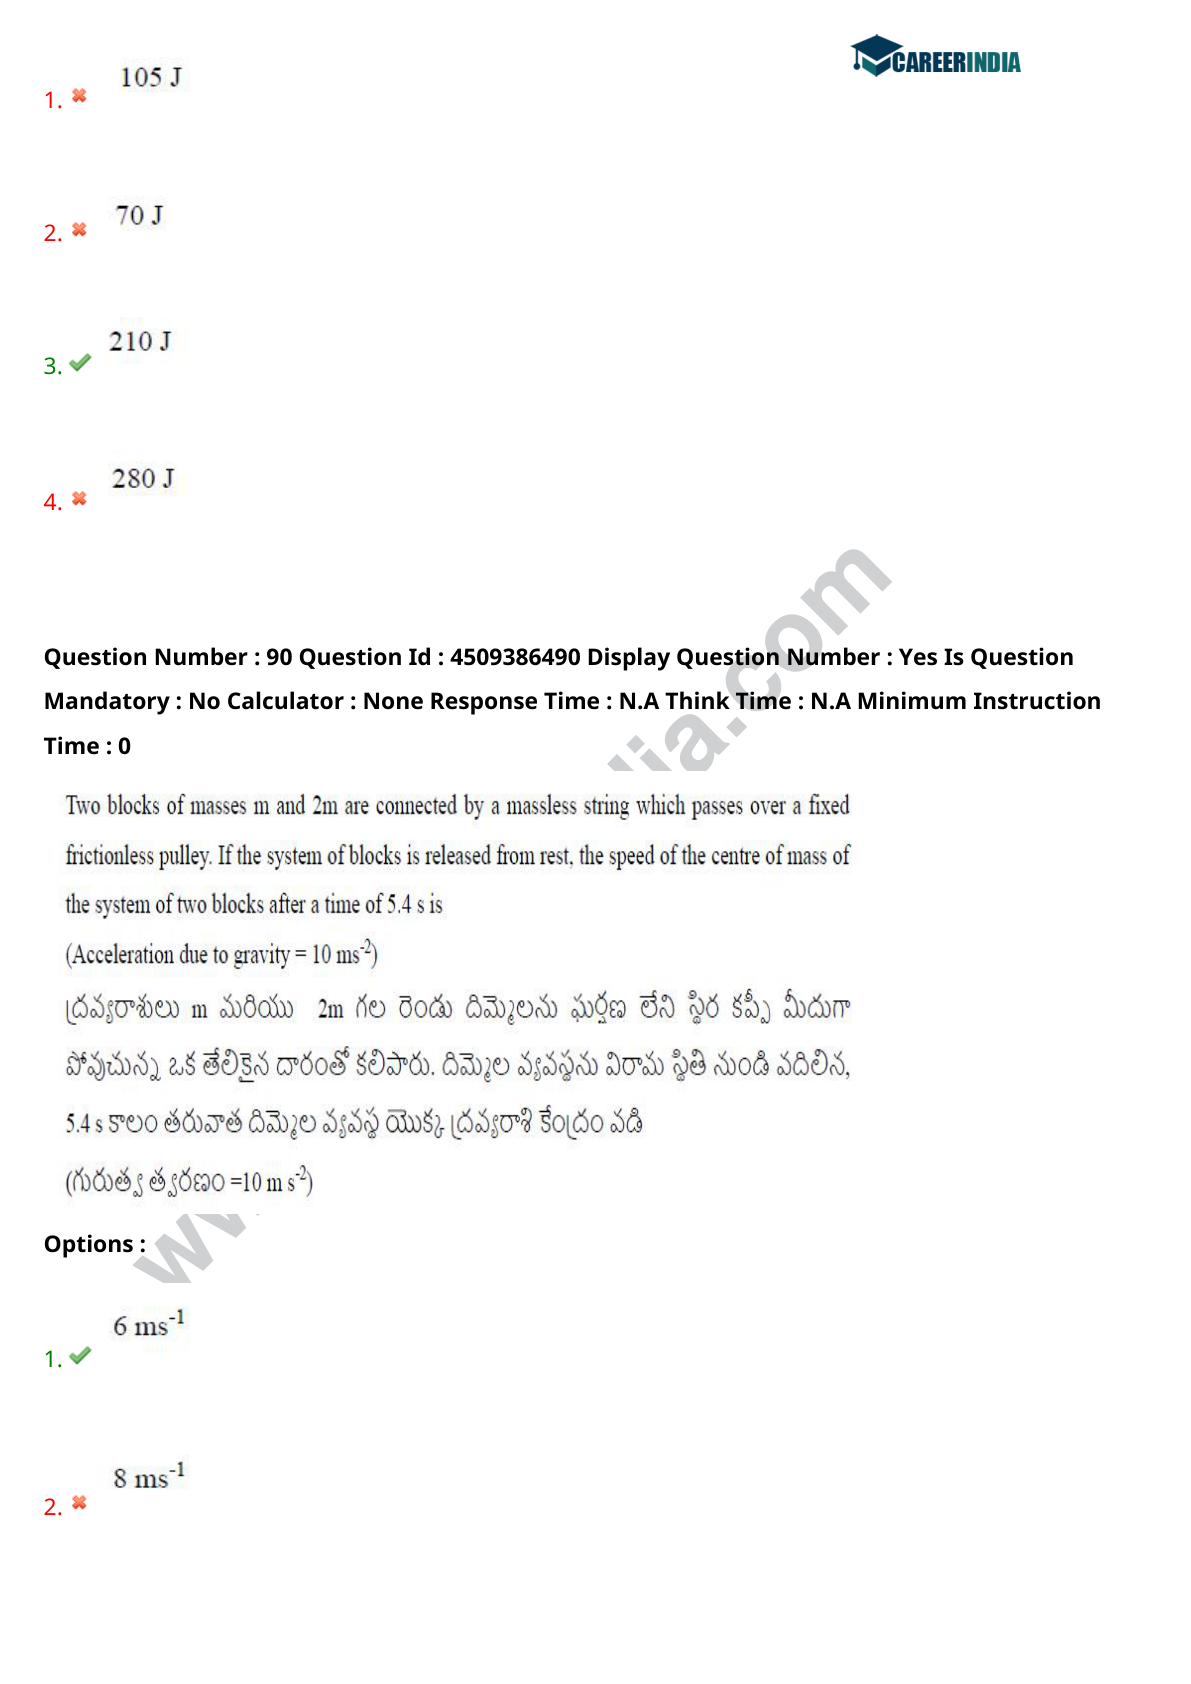 CAREERINDIA
105 J
1.
70 J
2.
210 J
3.
280 J
4.
Question Number : 90 Question Id : 4509386490 Display Question Number : Yes Is Question
Mandatory : No Calculator : None Response Time : N.A Think Time : N.A Minimum Instruction
Time : 0
Two blocks of masses m and 2m are connected by a massless string which passes over a fixed
frictionless pulley. If the system of blocks is released from rest, the speed of the centre of mass of
the system of two blocks after a time of 5.4 s is
(Acceleration due to gravity = 10 ms⁻²)
ద్రవ్యరాశులు m మరియు 2m గల రెండు దిమ్మెలను ఘర్షణ లేని స్థిర కప్పీ మీదుగా
పోవుచున్న ఒక తేలికైన దారంతో కలిపారు. దిమ్మెల వ్యవస్థను విరామ స్థితి నుండి వదిలిన,
5.4 s కాలం తరువాత దిమ్మెల వ్యవస్థ యొక్క ద్రవ్యరాశి కేంద్రం వడి
(గురుత్వ త్వరణం =10 m s⁻²)
Options :
6 ms⁻¹
1.
8 ms⁻¹
2.